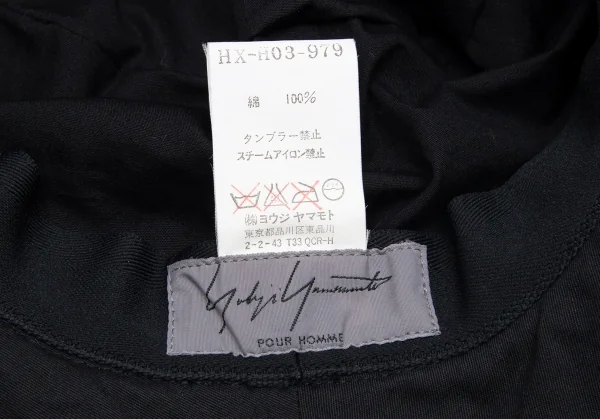 HX-H03-979
綿 100%
タンブラー禁止
スチームアイロン禁止
㈱ヨウジヤマモト
東京都品川区東品川
2-2-43 T33 QCR-H
Yohji Yamamoto
POUR HOMME